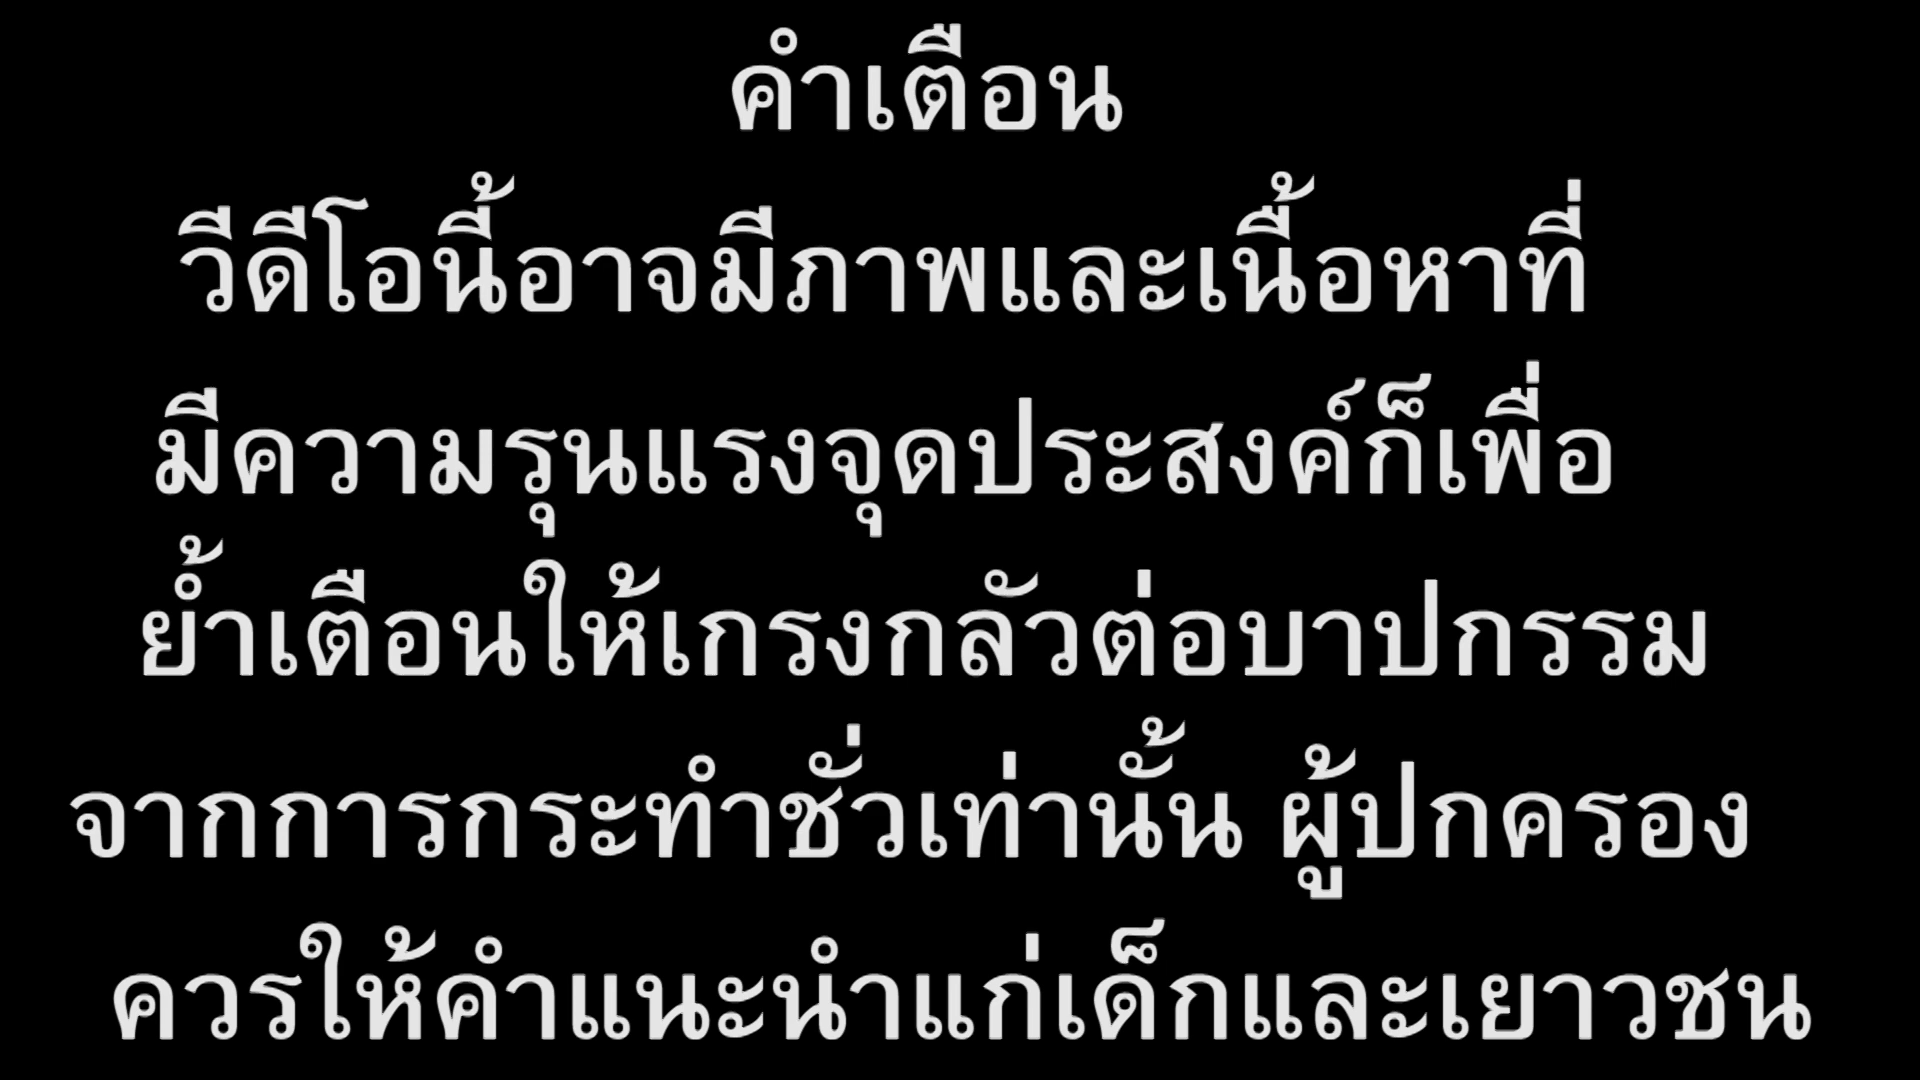 คำเตือน
วีดีโอนี้อาจมีภาพและเนื้อหาที่
มีความรุนแรงจุดประสงค์ก็เพื่อ
ย้ำเตือนให้เกรงกลัวต่อบาปกรรม
จากการกระทำชั่วเท่านั้น ผู้ปกครอง
ควรให้คำแนะนำแก่เด็กและเยาวชน